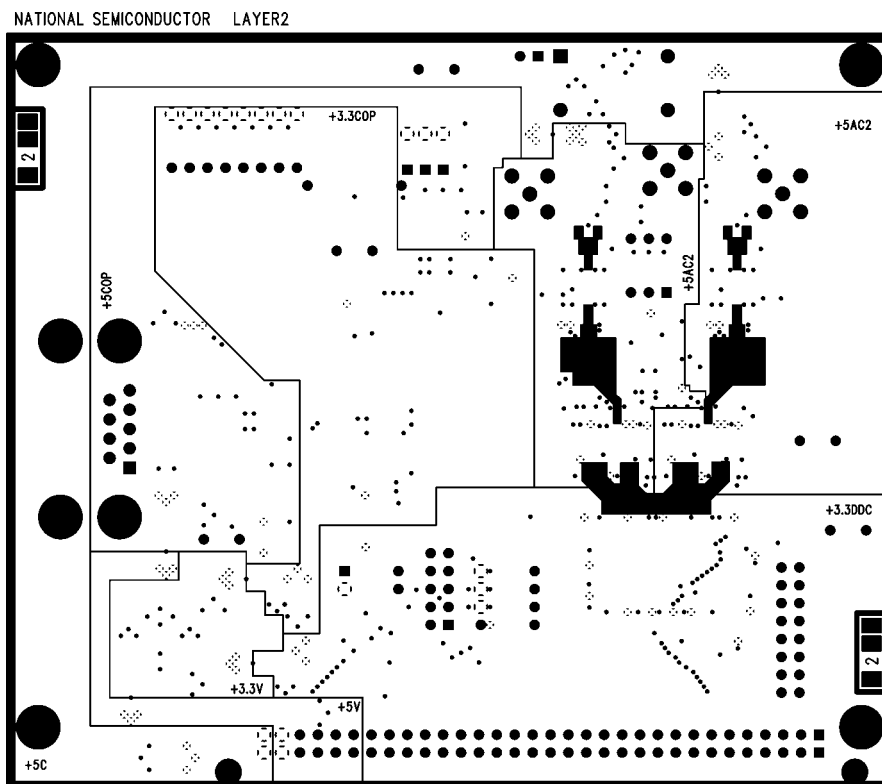 NATIONAL SEMICONDUCTOR LAYER2
+3.3COP
+5AC2
2
+5AC2
+5COP
+3.3DDC
2
+3.3V
+5V
+5C